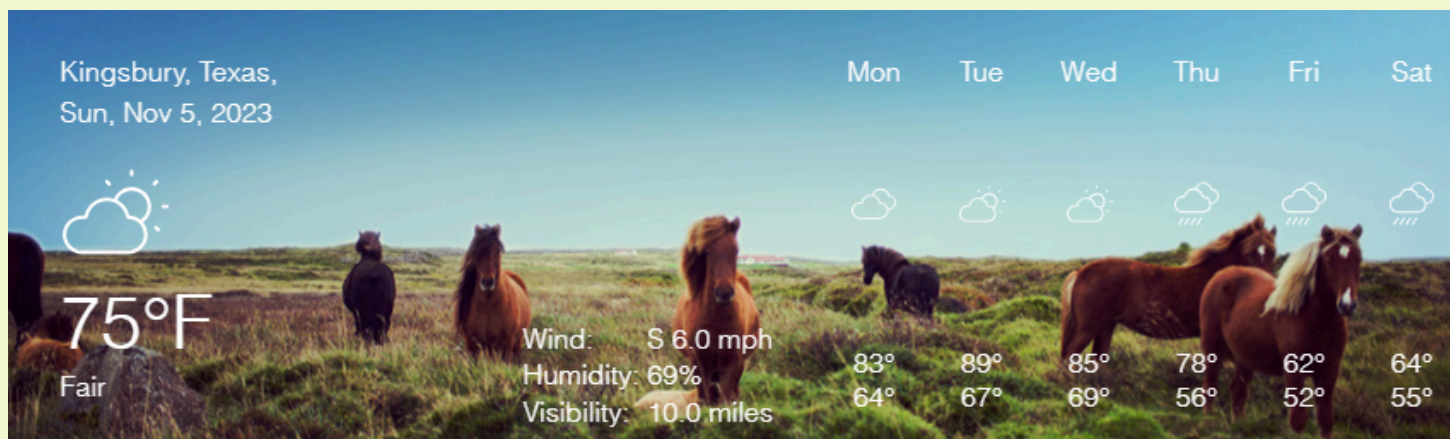 Kingsbury, Texas,
Sun, Nov 5, 2023
75°F
Fair
Wind: S 6.0 mph
Humidity: 69%
Visibility: 10.0 miles
Mon Tue Wed Thu Fri Sat
83° 89° 85° 78° 62° 64°
64° 67° 69° 56° 52° 55°